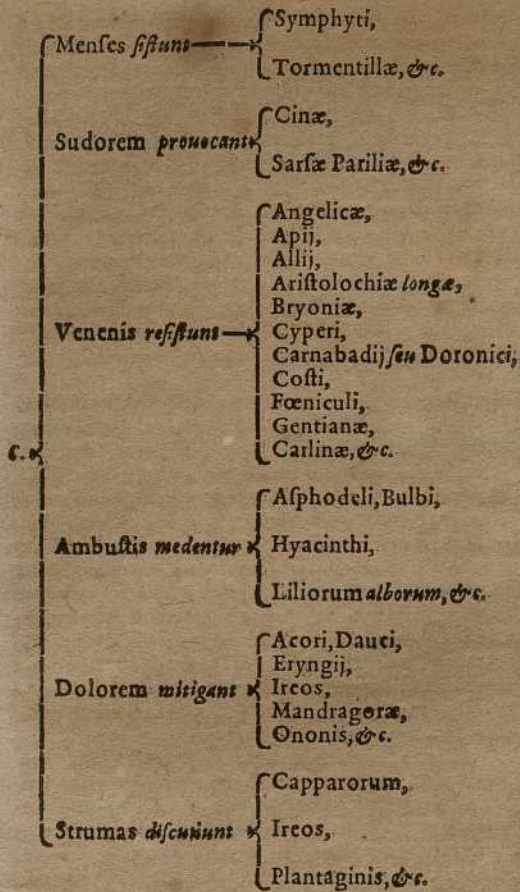 Symphyti,
Menſes ſiſtunt
Tormentillæ, &c.
Cinæ,
Sudorem prouocant
Sarſæ Pariliæ, &c.
Angelicæ,
Apij,
Allij,
Ariſtolochiæ longæ,
Bryoniæ,
Venenis reſiſtunt
Cyperi,
Carnabadij ſeu Doronici,
Coſti,
Fœniculi,
Gentianæ,
C.
Carlinæ, &c.
Aſphodeli, Bulbi,
Ambuſtis medentur
Hyacinthi,
Liliorum alborum, &c.
Acori, Dauci,
Eryngij,
Dolorem mitigant
Ireos,
Mandragoræ,
Ononis, &c.
Capparorum,
Strumas diſcutiunt
Ireos,
Plantaginis, &c.